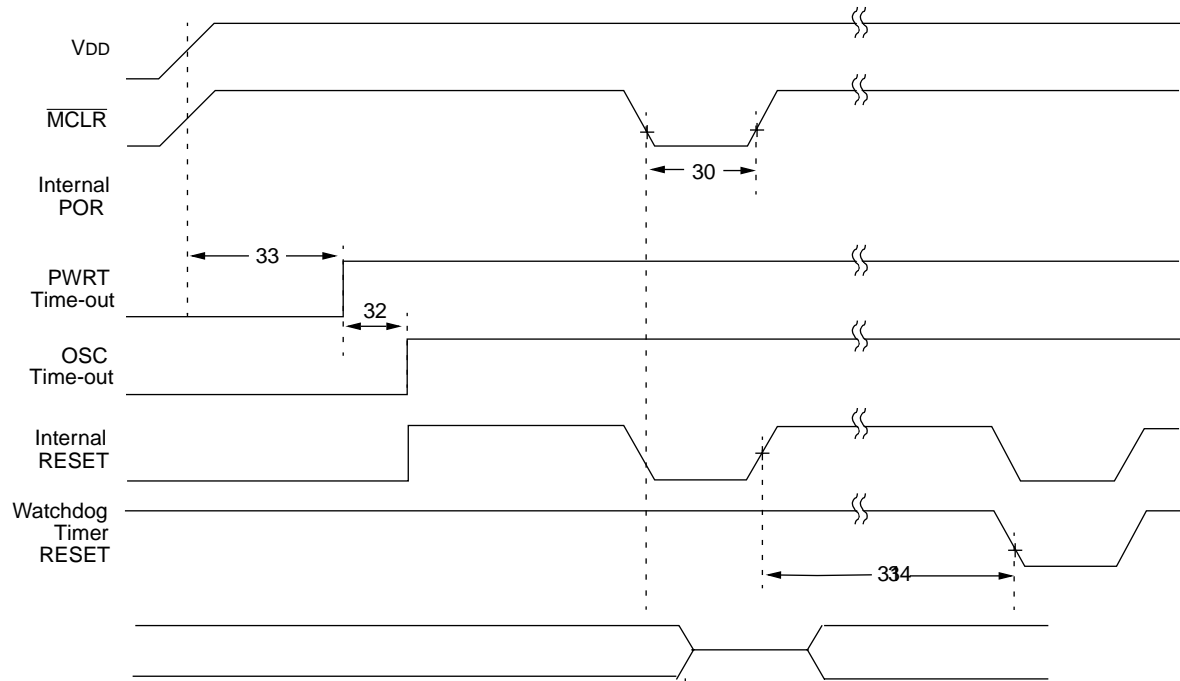 VDD
MCLR
30
Internal
POR
33
PWRT
Time-out
32
OSC
Time-out
Internal
RESET
Watchdog
Timer
RESET